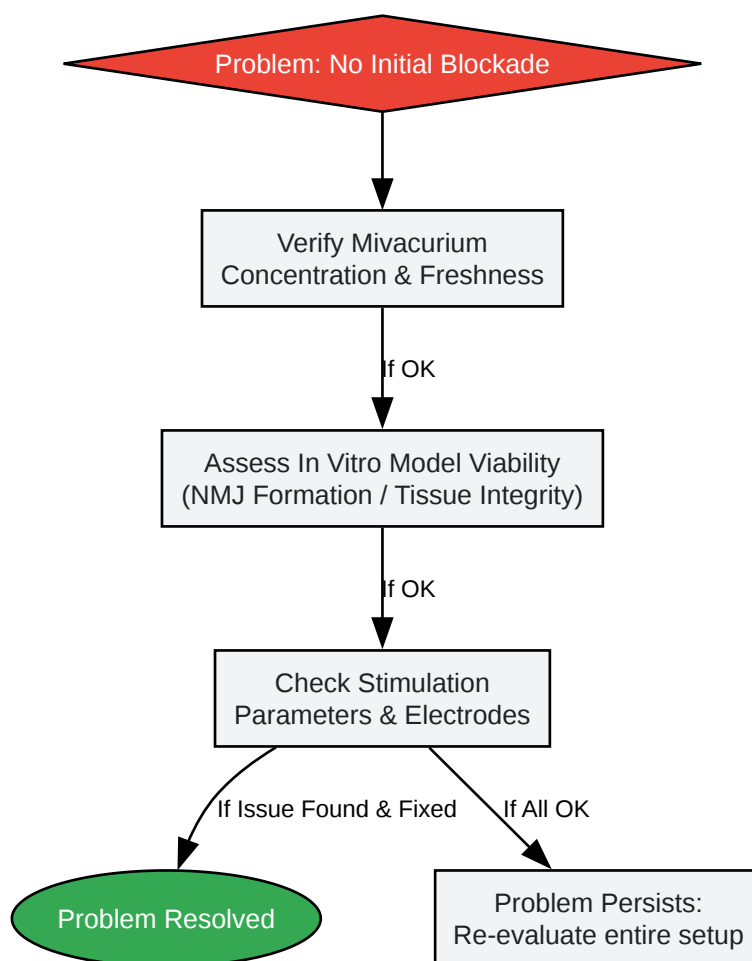 Problem: No Initial Blockade
Verify Mivacurium
Concentration & Freshness
If OK
Assess In Vitro Model Viability
(NMJ Formation / Tissue Integrity)
If OK
Check Stimulation
Parameters & Electrodes
If Issue Found & Fixed
If All OK
Problem Resolved
Problem Persists:
Re-evaluate entire setup